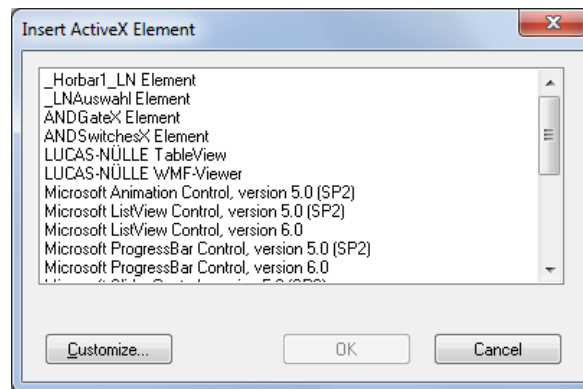 Insert ActiveX Element
_Horbar1_LN Element
_LNAuswahl Element
ANDGateX Element
ANDSwitchesX Element
LUCAS-NÜLLE TableView
LUCAS-NÜLLE WMF-Viewer
Microsoft Animation Control, version 5.0 (SP2)
Microsoft ListView Control, version 5.0 (SP2)
Microsoft ListView Control, version 6.0
Microsoft ProgressBar Control, version 5.0 (SP2)
Microsoft ProgressBar Control, version 6.0
Customize... OK Cancel